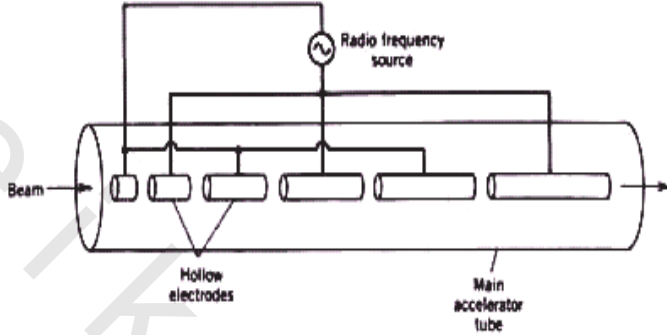 Radio frequency
source
Beam
Hollow
electrodes
Main
accelerator
tube